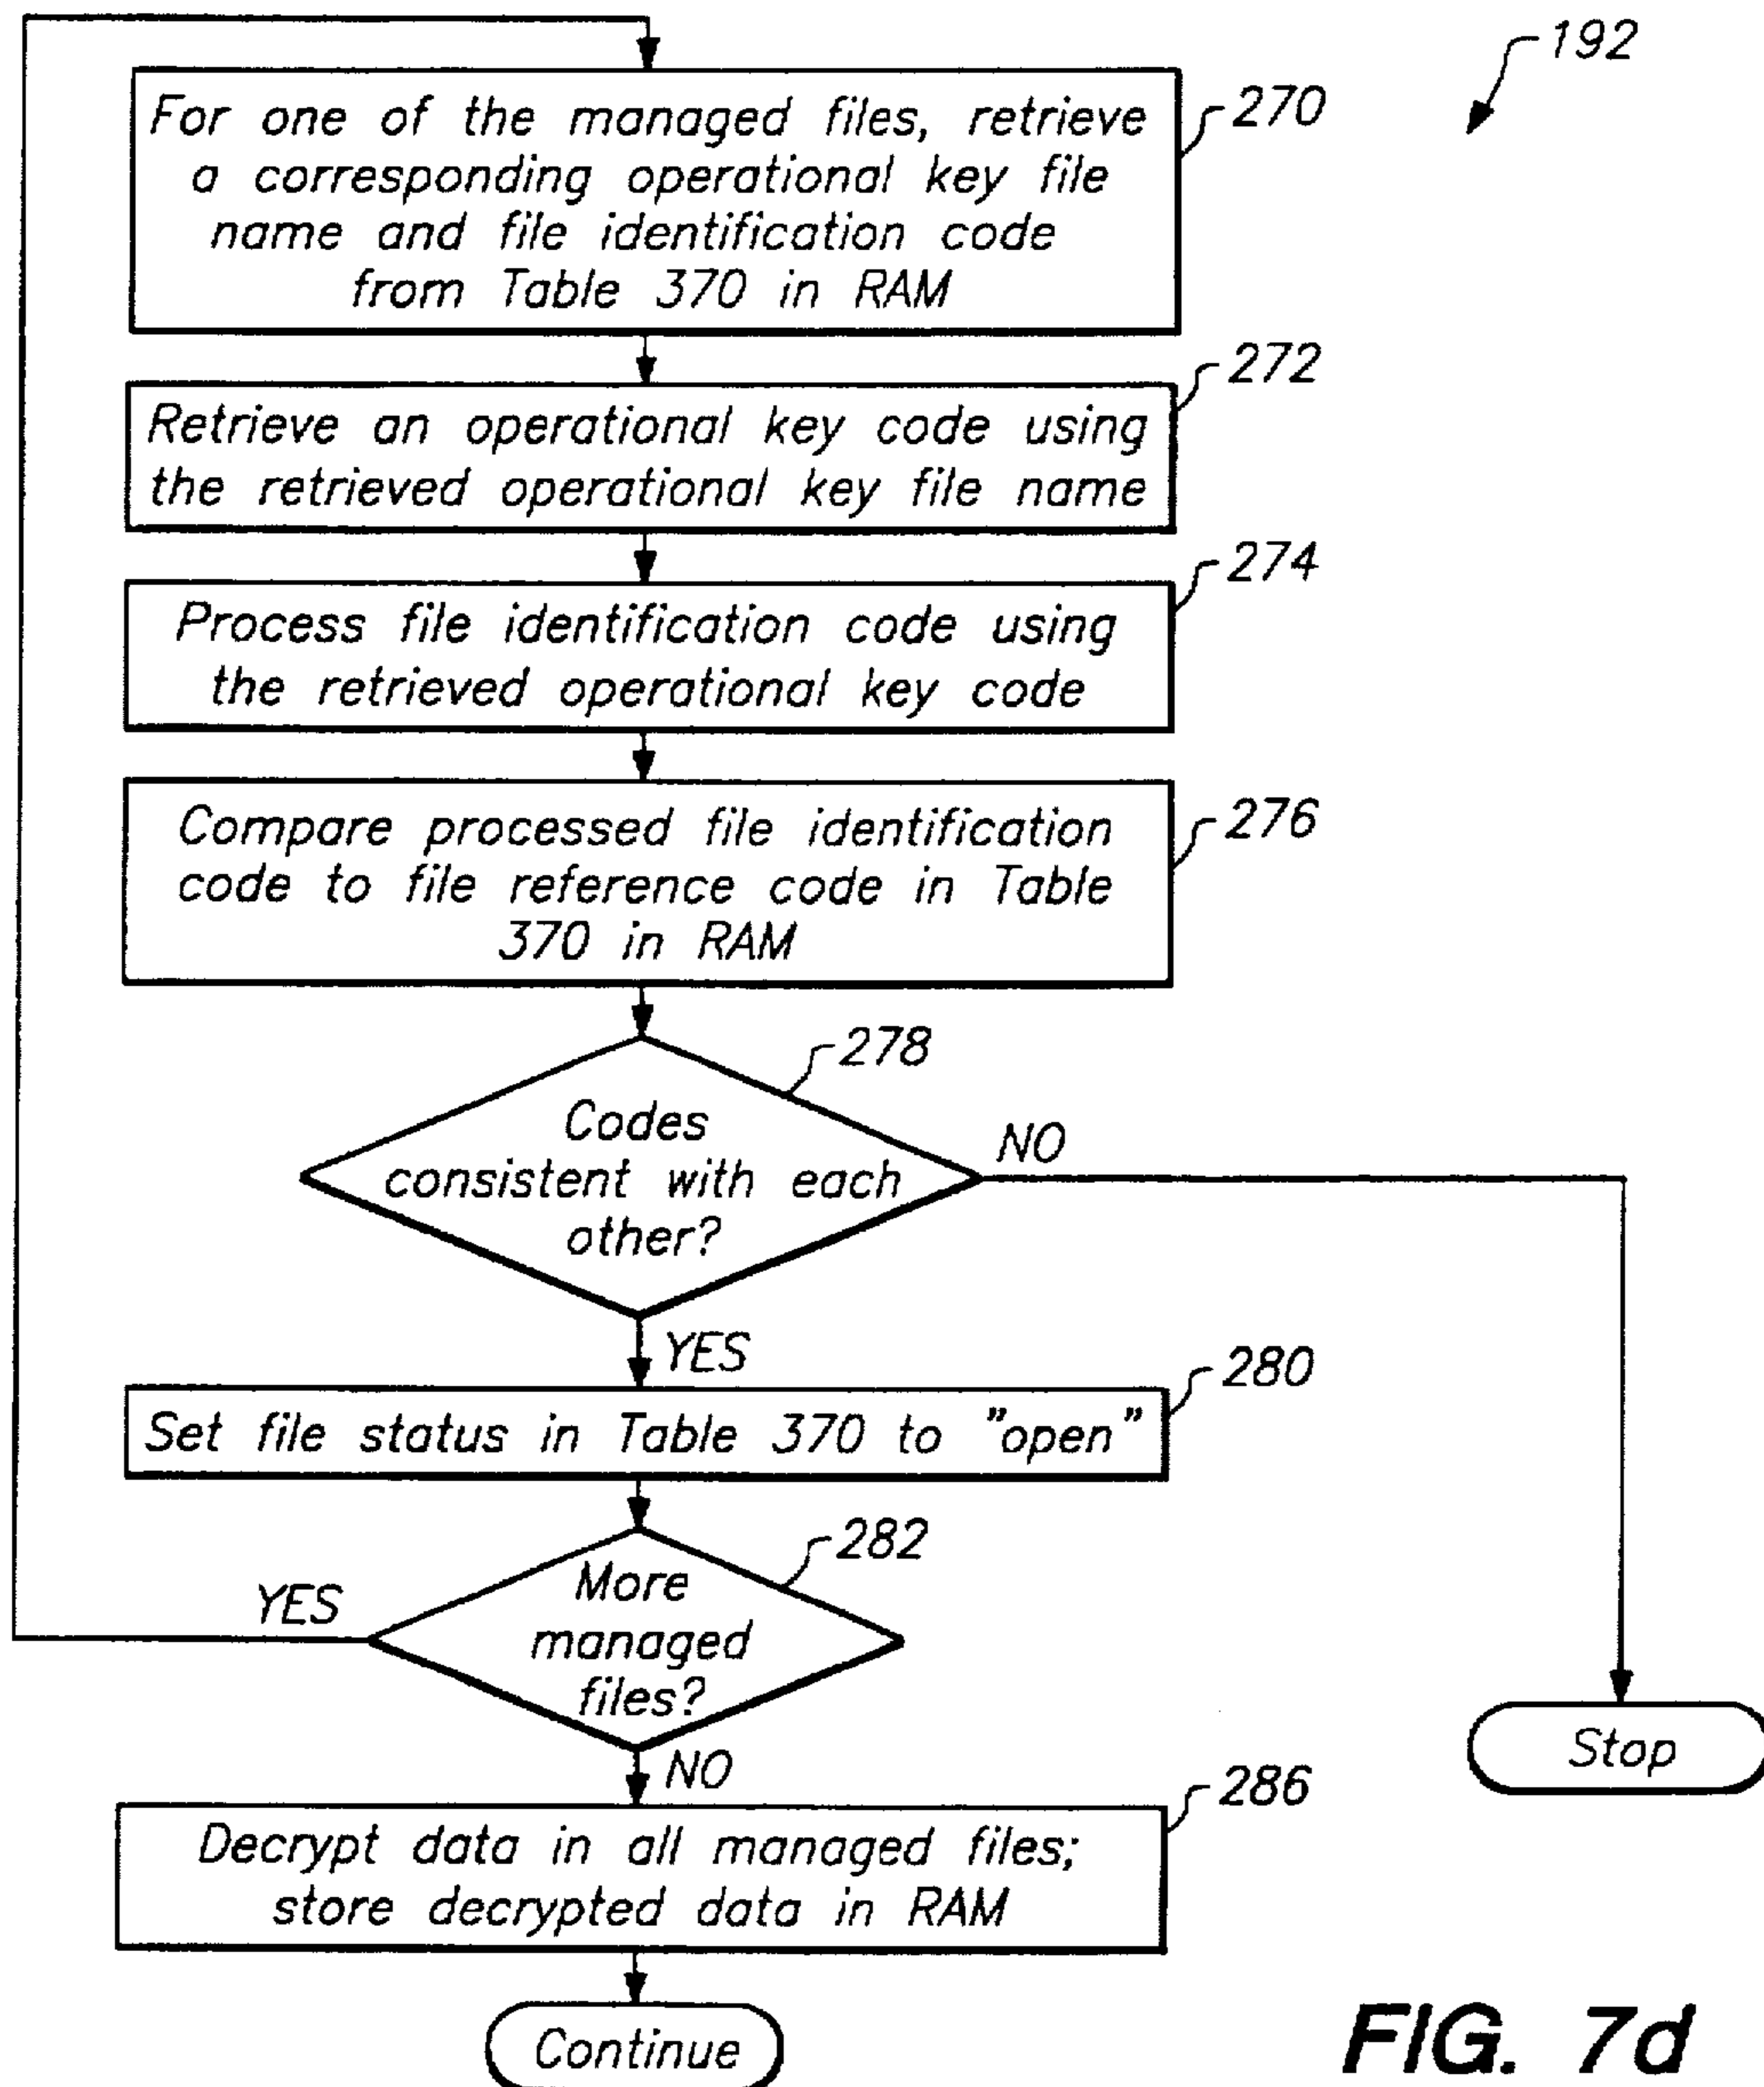 192
For one of the managed files, retrieve
a corresponding operational key file
name and file identification code
from Table 370 in RAM
270
Retrieve an operational key code using
the retrieved operational key file name
272
Process file identification code using
the retrieved operational key code
274
Compare processed file identification
code to file reference code in Table
370 in RAM
276
Codes
consistent with each
other?
278
NO
YES
Set file status in Table 370 to "open"
280
More
managed
files?
282
YES
NO
Stop
Decrypt data in all managed files;
store decrypted data in RAM
286
Continue
FIG. 7d